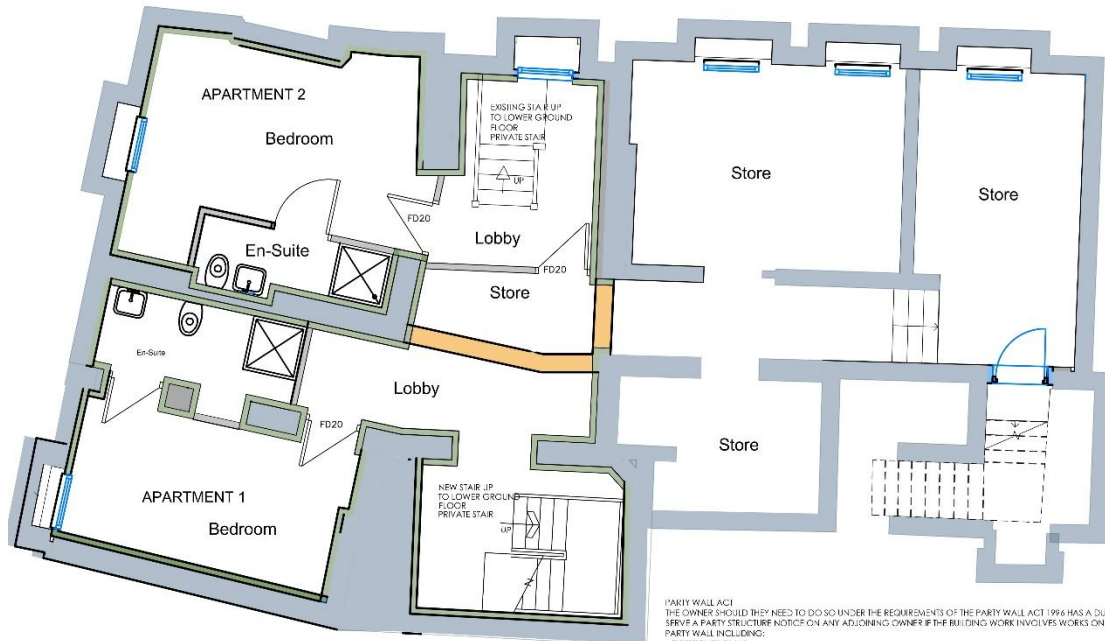 APARTMENT 2
Bedroom
EXISTING STAIR UP
TO LOWER GROUND
FLOOR
PRIVATE STAIR
UP
FD20
Lobby
En-Suite
FD20
Store
Store
Store
En-Suite
Lobby
FD20
Store
APARTMENT 1
Bedroom
NEW STAIR UP
TO LOWER GROUND
FLOOR
PRIVATE STAIR
UP
PARTY WALL ACT
THE OWNER SHOULD THEY NEED TO DO SO UNDER THE REQUIREMENTS OF THE PARTY WALL ACT 1996 HAS A DU
SERVE A PARTY STRUCTURE NOTICE ON ANY ADJOINING OWNER IF THE BUILDING WORK INVOLVES WORKS ON
PARTY WALL INCLUDING: